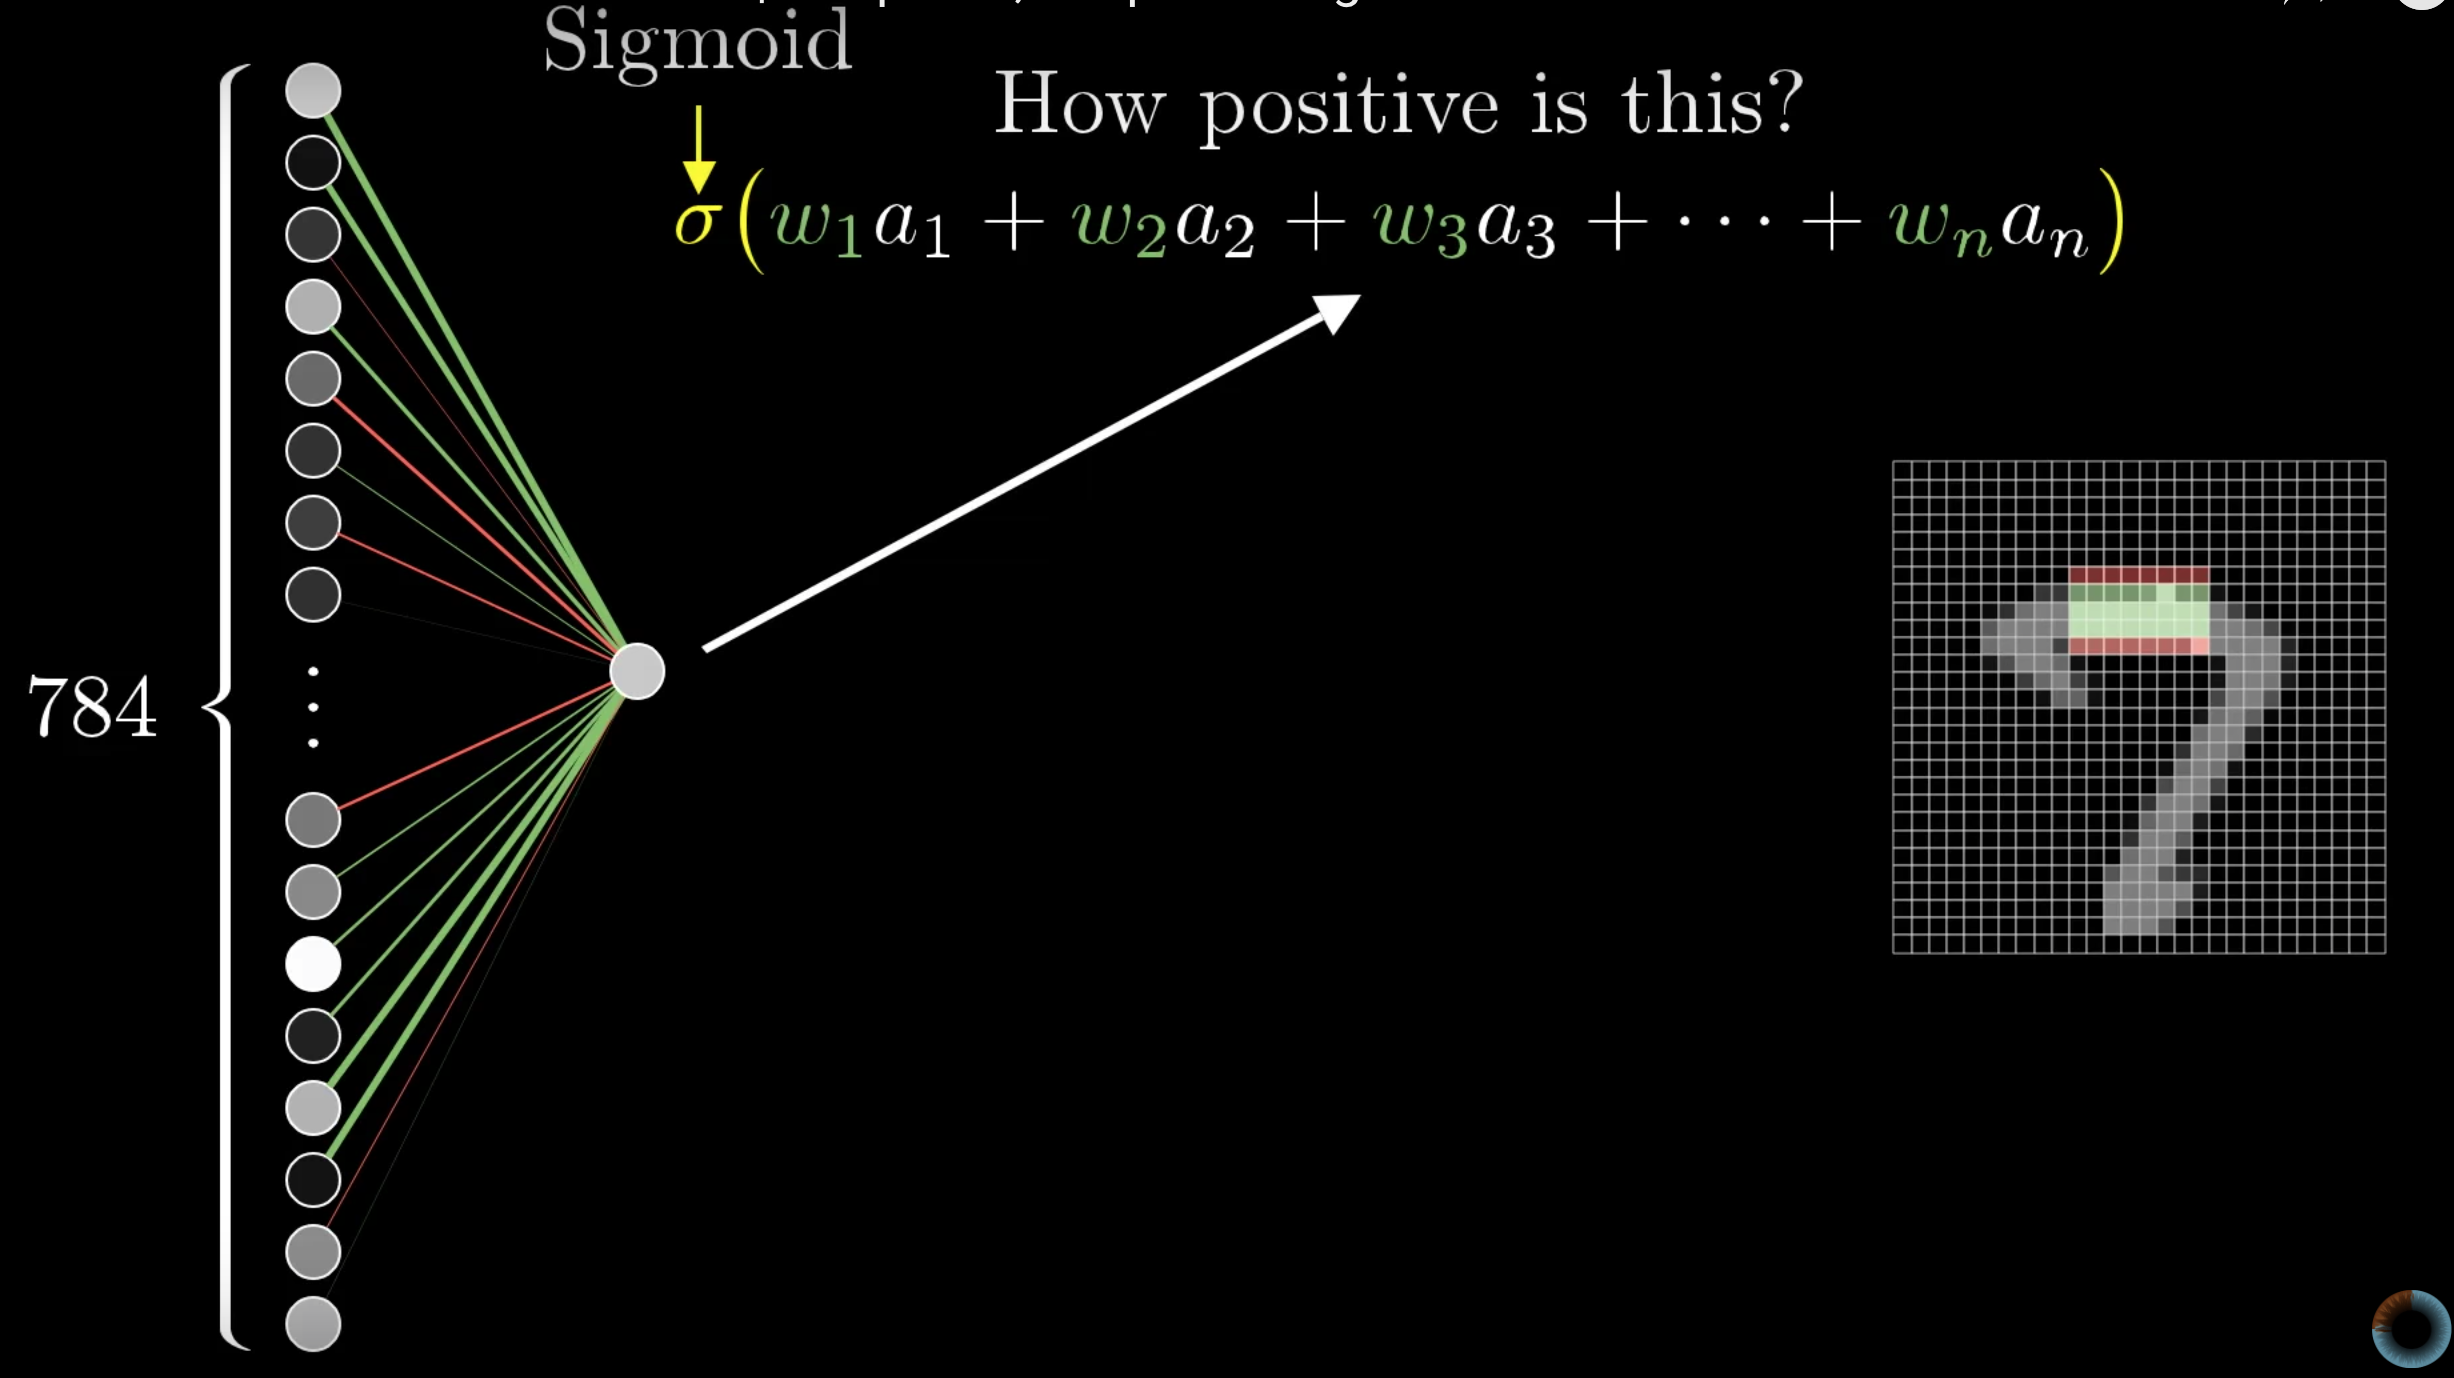 Sigmoid
How positive is this?
σ(w₁a₁ + w₂a₂ + w₃a₃ + ··· + wₙaₙ)
784